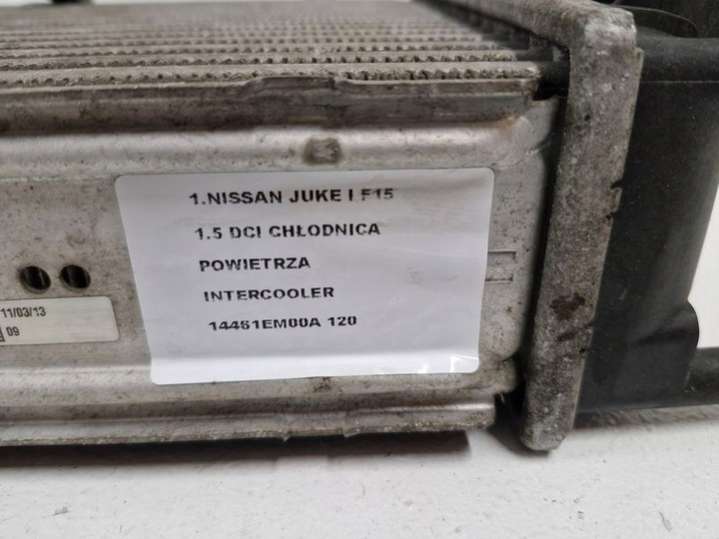 1.NISSAN JUKE I F15
1.5 DCI CHŁODNICA
POWIETRZA
INTERCOOLER
14461EM00A 120
11/03/13
09